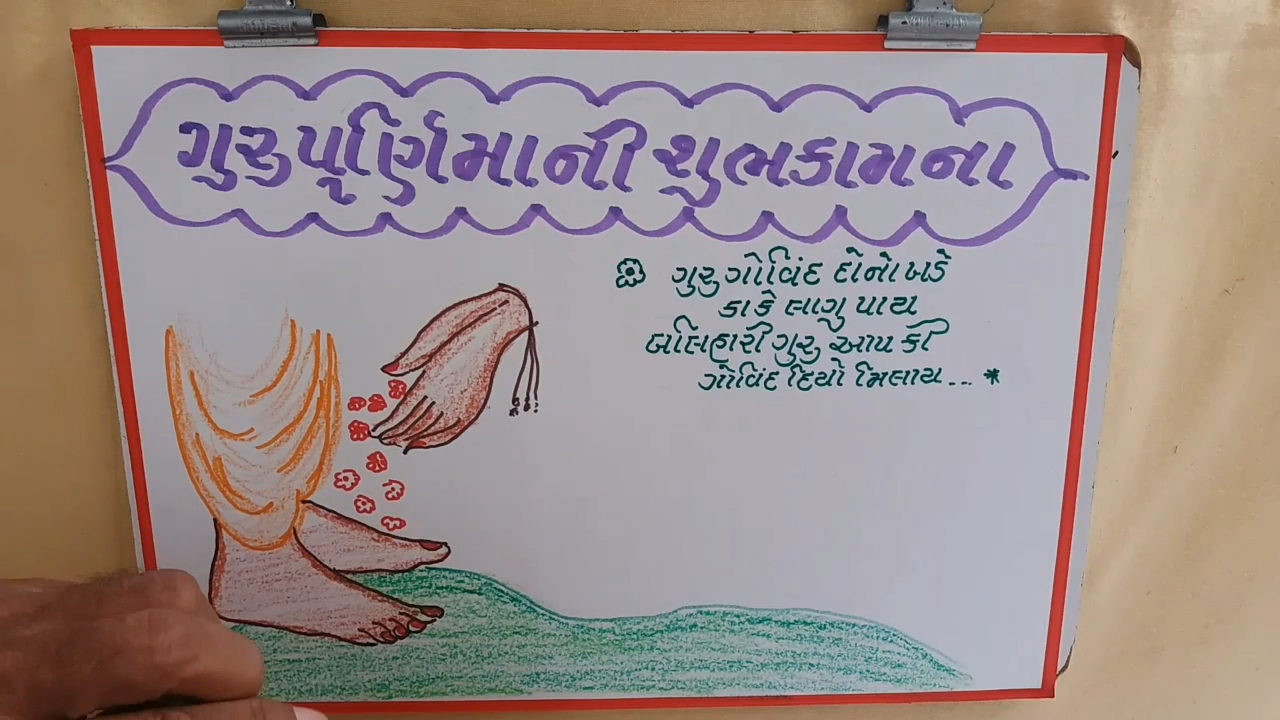 ગુરુપૂર્ણિમાની શુભકામના
ગુરુ ગોવિંદ દોનો ખડે
કાકે લાગુ પાય
બલિહારી ગુરુ આપ કી
ગોવિંદ દિયો મિલાય... *